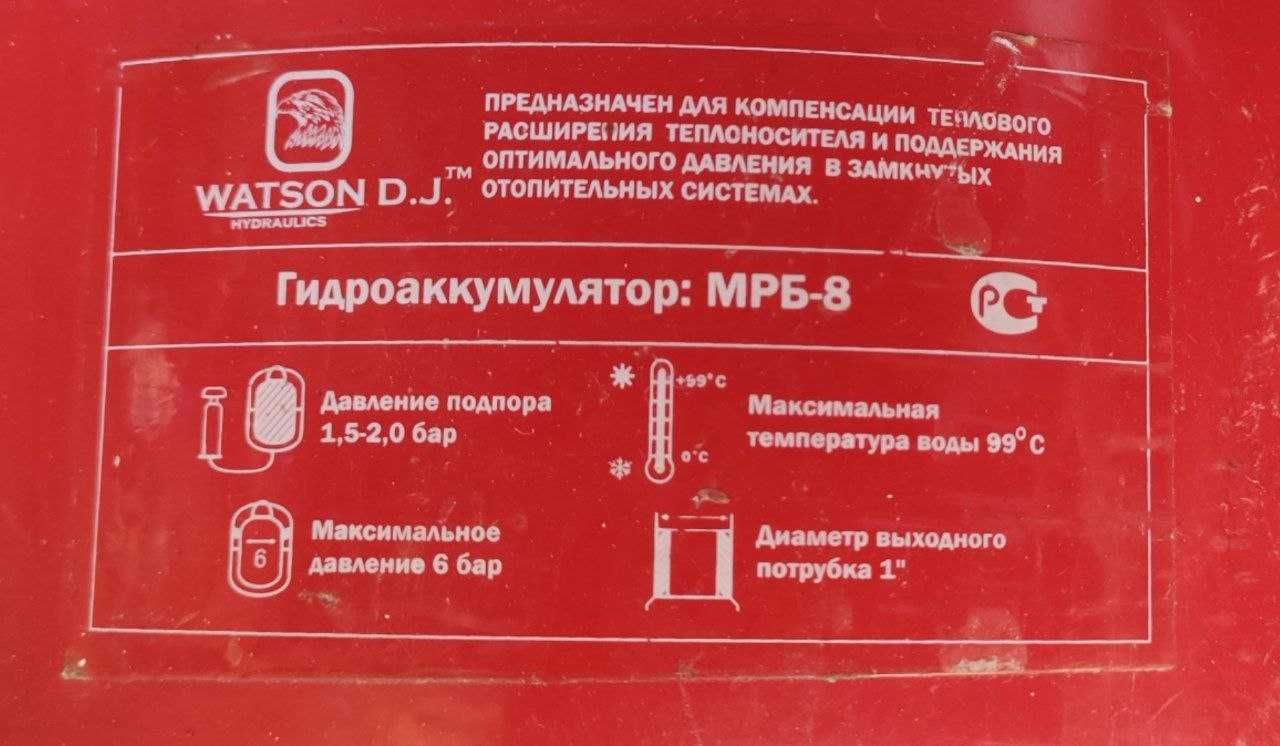 WATSON D.J.™
HYDRAULICS
ПРЕДНАЗНАЧЕН ДЛЯ КОМПЕНСАЦИИ ТЕПЛОВОГО
РАСШИРЕНИЯ ТЕПЛОНОСИТЕЛЯ И ПОДДЕРЖАНИЯ
ОПТИМАЛЬНОГО ДАВЛЕНИЯ В ЗАМКНУТЫХ
ОТОПИТЕЛЬНЫХ СИСТЕМАХ.
Гидроаккумулятор: МРБ-8
РСТ
Давление подпора
1,5-2,0 бар
+99°C
0°C
Максимальная
температура воды 99⁰C
6
Максимальное
давление 6 бар
Диаметр выходного
потрубка 1"